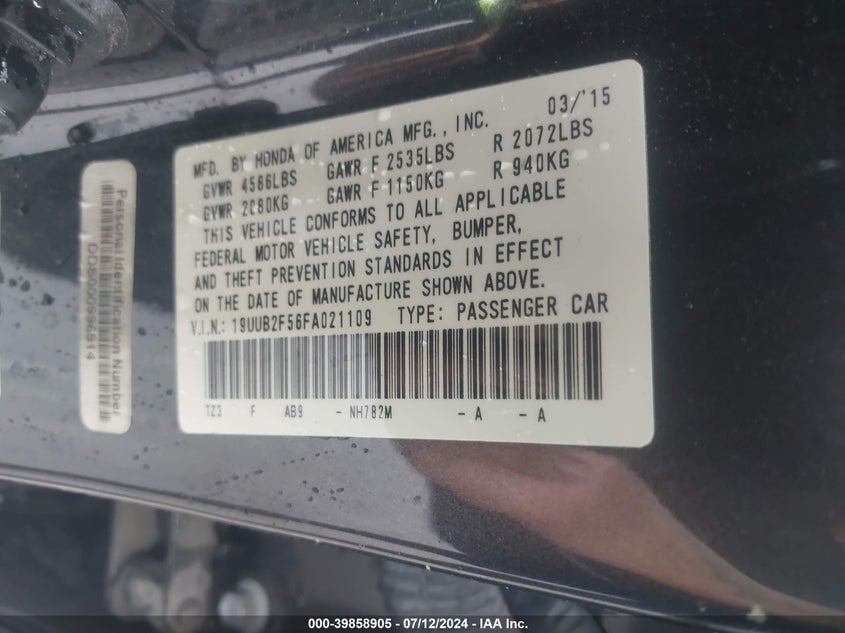 MFD. BY HONDA OF AMERICA MFG., INC. 03/'15
GVWR 4586LBS GAWR F 2535LBS R 2072LBS
GVWR 2080KG GAWR F 1150KG R 940KG
THIS VEHICLE CONFORMS TO ALL APPLICABLE
FEDERAL MOTOR VEHICLE SAFETY, BUMPER,
AND THEFT PREVENTION STANDARDS IN EFFECT
ON THE DATE OF MANUFACTURE SHOWN ABOVE.
V.I.N.: 19UUB2F56FA021109 TYPE: PASSENGER CAR
TZ3 F AB9 - NH782M - A - A
Personal Identification Number
DDS000996914
000-39858905 - 07/12/2024 - IAA Inc.